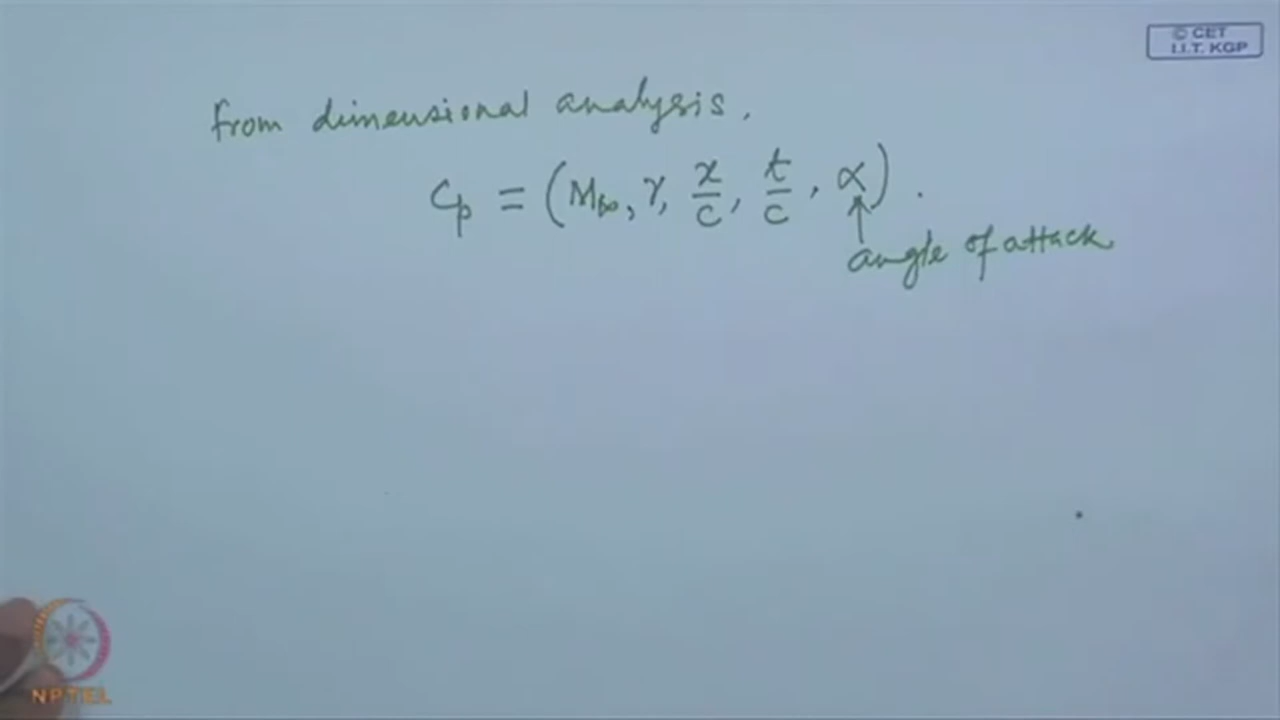 © CET
I.I.T. KGP
from dimensional analysis,
Cp = (M∞, γ, x/c, t/c, α).
angle of attack
NPTEL